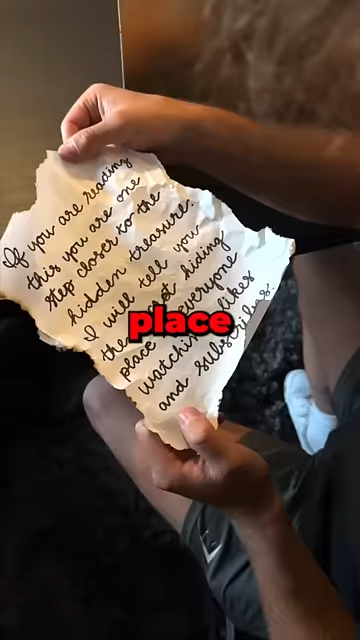 If you are reading
this you are one
step closer to the
hidden treasure.
I will tell you
the hiding
place everyone
watching likes
and subscribes.
place